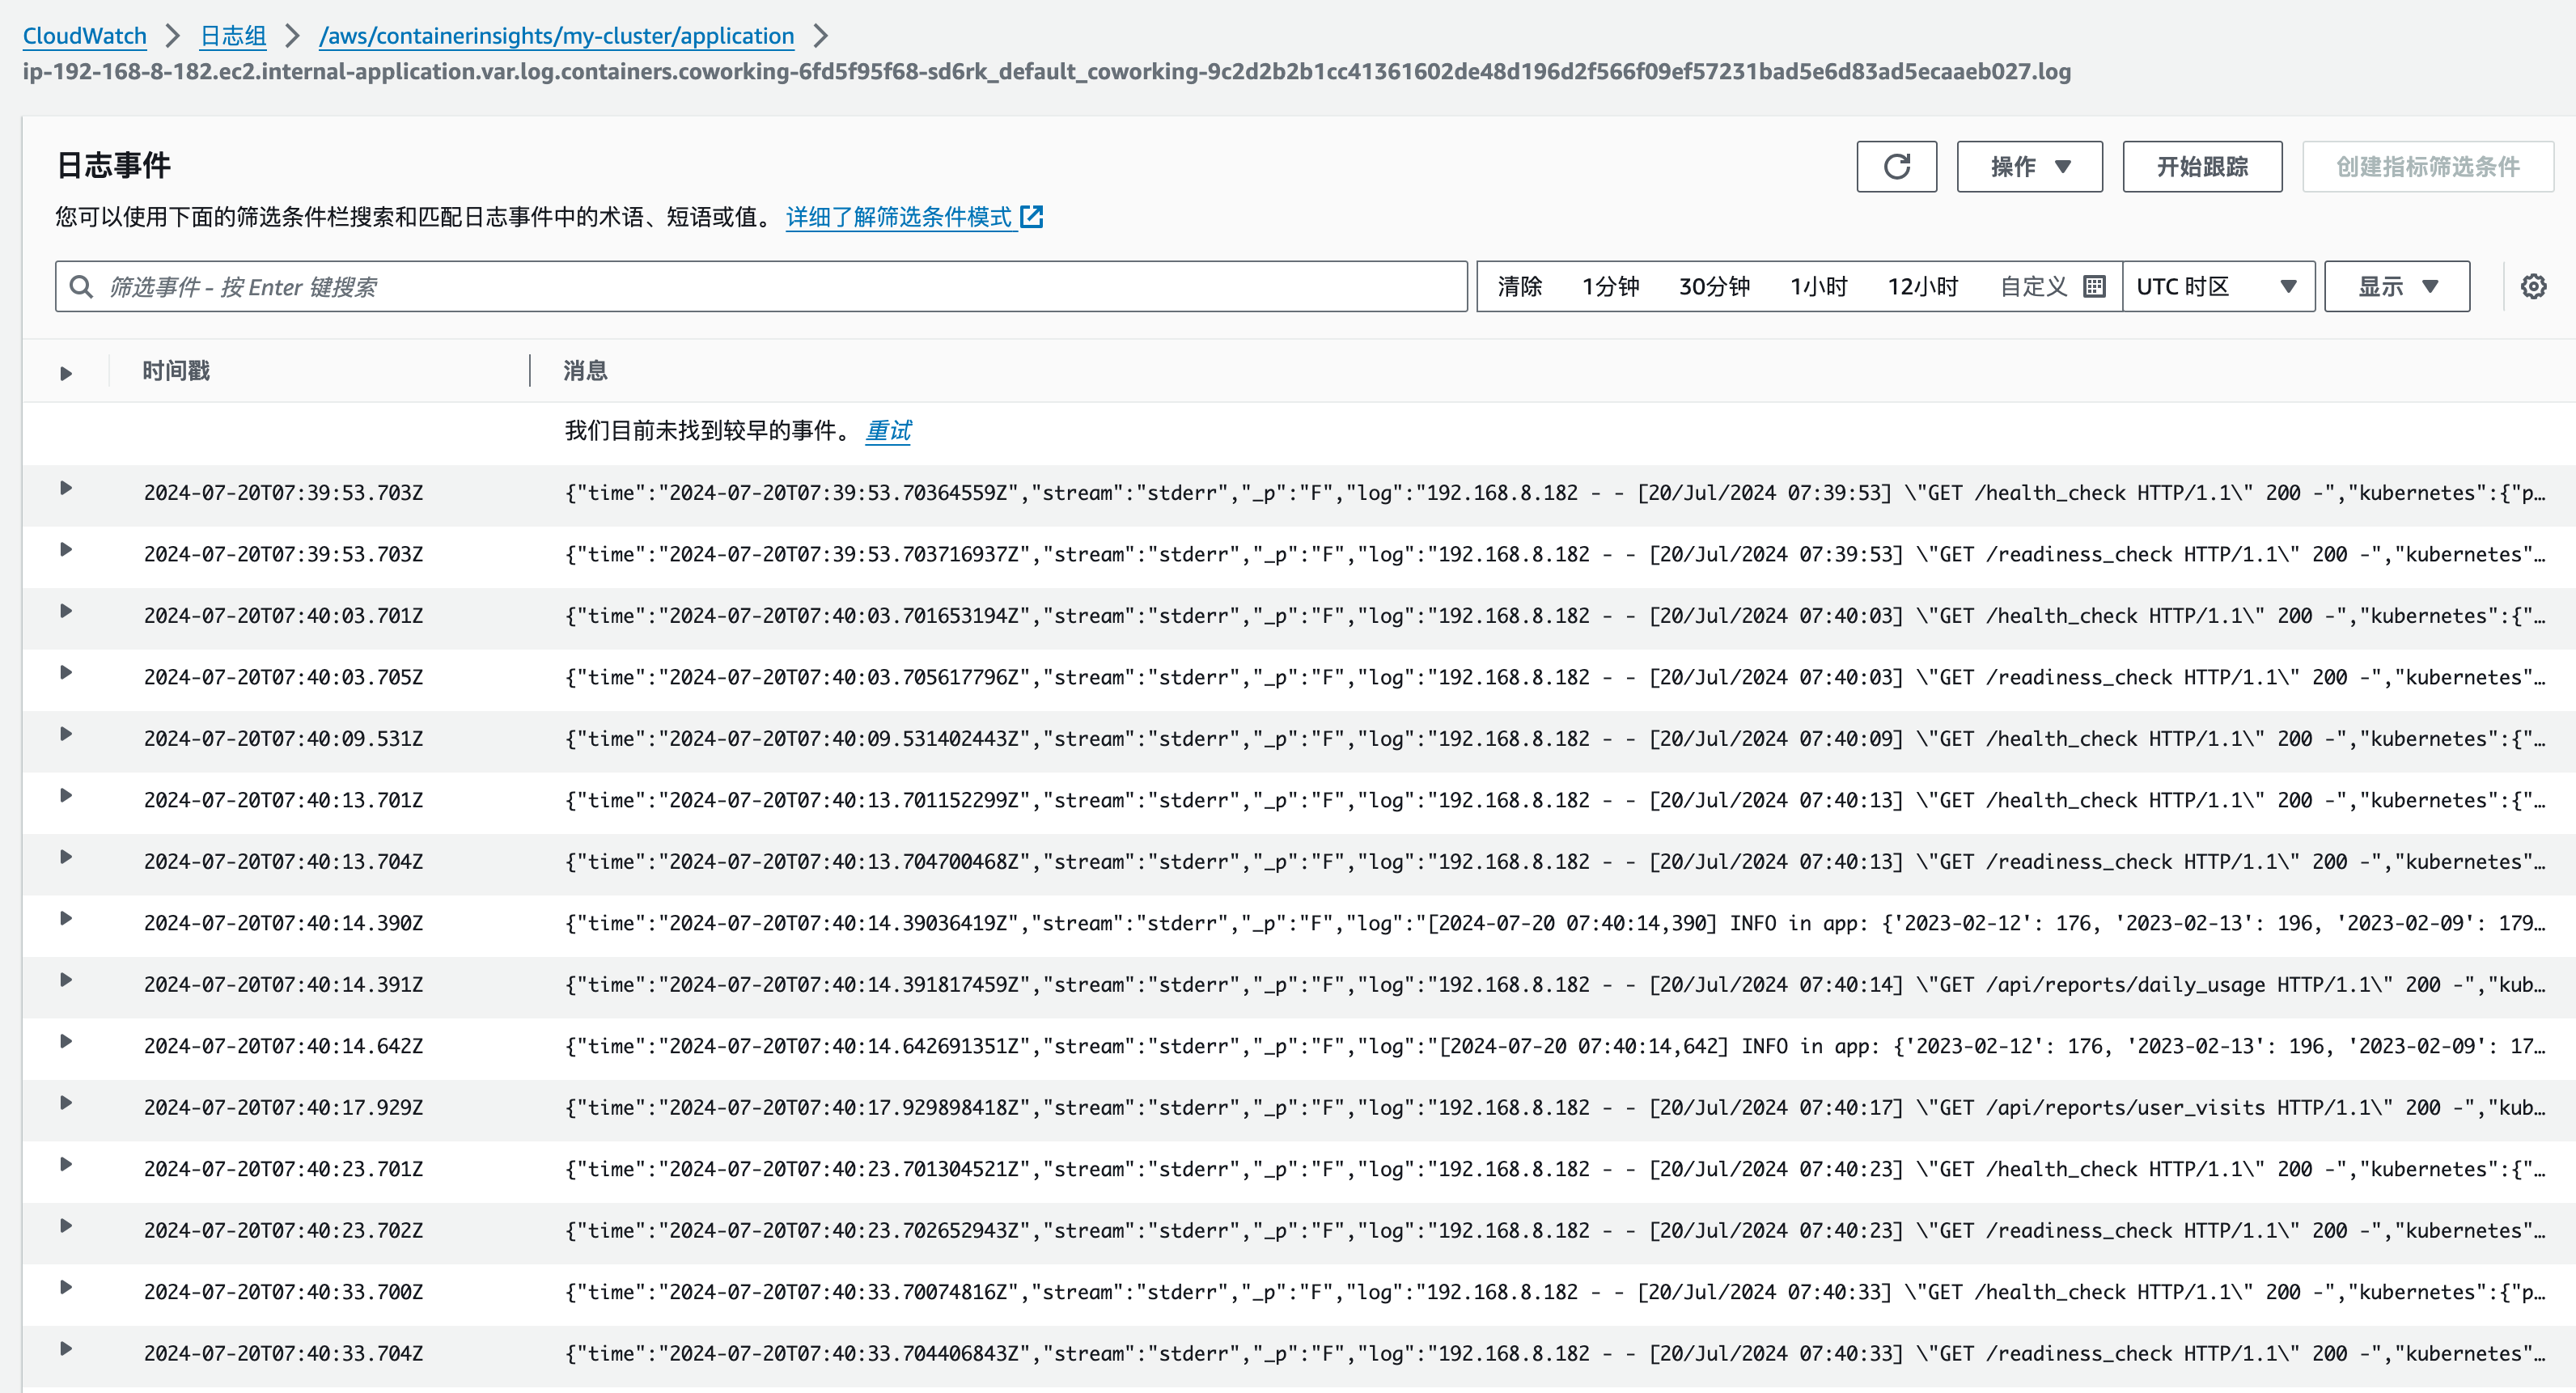 CloudWatch > 日志组 > /aws/containerinsights/my-cluster/application >
ip-192-168-8-182.ec2.internal-application.var.log.containers.coworking-6fd5f95f68-sd6rk_default_coworking-9c2d2b2b1cc41361602de48d196d2f566f09ef57231bad5e6d83ad5ecaaeb027.log
日志事件
操作 开始跟踪 创建指标筛选条件
您可以使用下面的筛选条件栏搜索和匹配日志事件中的术语、短语或值。 详细了解筛选条件模式
筛选事件 - 按 Enter 键搜索 清除 1分钟 30分钟 1小时 12小时 自定义 UTC 时区 显示
时间戳 消息
我们目前未找到较早的事件。 重试
2024-07-20T07:39:53.703Z {"time":"2024-07-20T07:39:53.70364559Z","stream":"stderr","_p":"F","log":"192.168.8.182 - - [20/Jul/2024 07:39:53] \"GET /health_check HTTP/1.1\" 200 -","kubernetes":{"p…
2024-07-20T07:39:53.703Z {"time":"2024-07-20T07:39:53.703716937Z","stream":"stderr","_p":"F","log":"192.168.8.182 - - [20/Jul/2024 07:39:53] \"GET /readiness_check HTTP/1.1\" 200 -","kubernetes"…
2024-07-20T07:40:03.701Z {"time":"2024-07-20T07:40:03.701653194Z","stream":"stderr","_p":"F","log":"192.168.8.182 - - [20/Jul/2024 07:40:03] \"GET /health_check HTTP/1.1\" 200 -","kubernetes":{"…
2024-07-20T07:40:03.705Z {"time":"2024-07-20T07:40:03.705617796Z","stream":"stderr","_p":"F","log":"192.168.8.182 - - [20/Jul/2024 07:40:03] \"GET /readiness_check HTTP/1.1\" 200 -","kubernetes"…
2024-07-20T07:40:09.531Z {"time":"2024-07-20T07:40:09.531402443Z","stream":"stderr","_p":"F","log":"192.168.8.182 - - [20/Jul/2024 07:40:09] \"GET /health_check HTTP/1.1\" 200 -","kubernetes":{"…
2024-07-20T07:40:13.701Z {"time":"2024-07-20T07:40:13.701152299Z","stream":"stderr","_p":"F","log":"192.168.8.182 - - [20/Jul/2024 07:40:13] \"GET /health_check HTTP/1.1\" 200 -","kubernetes":{"…
2024-07-20T07:40:13.704Z {"time":"2024-07-20T07:40:13.704700468Z","stream":"stderr","_p":"F","log":"192.168.8.182 - - [20/Jul/2024 07:40:13] \"GET /readiness_check HTTP/1.1\" 200 -","kubernetes"…
2024-07-20T07:40:14.390Z {"time":"2024-07-20T07:40:14.39036419Z","stream":"stderr","_p":"F","log":"[2024-07-20 07:40:14,390] INFO in app: {'2023-02-12': 176, '2023-02-13': 196, '2023-02-09': 179…
2024-07-20T07:40:14.391Z {"time":"2024-07-20T07:40:14.391817459Z","stream":"stderr","_p":"F","log":"192.168.8.182 - - [20/Jul/2024 07:40:14] \"GET /api/reports/daily_usage HTTP/1.1\" 200 -","kub…
2024-07-20T07:40:14.642Z {"time":"2024-07-20T07:40:14.642691351Z","stream":"stderr","_p":"F","log":"[2024-07-20 07:40:14,642] INFO in app: {'2023-02-12': 176, '2023-02-13': 196, '2023-02-09': 17…
2024-07-20T07:40:17.929Z {"time":"2024-07-20T07:40:17.929898418Z","stream":"stderr","_p":"F","log":"192.168.8.182 - - [20/Jul/2024 07:40:17] \"GET /api/reports/user_visits HTTP/1.1\" 200 -","kub…
2024-07-20T07:40:23.701Z {"time":"2024-07-20T07:40:23.701304521Z","stream":"stderr","_p":"F","log":"192.168.8.182 - - [20/Jul/2024 07:40:23] \"GET /health_check HTTP/1.1\" 200 -","kubernetes":{"…
2024-07-20T07:40:23.702Z {"time":"2024-07-20T07:40:23.702652943Z","stream":"stderr","_p":"F","log":"192.168.8.182 - - [20/Jul/2024 07:40:23] \"GET /readiness_check HTTP/1.1\" 200 -","kubernetes"…
2024-07-20T07:40:33.700Z {"time":"2024-07-20T07:40:33.70074816Z","stream":"stderr","_p":"F","log":"192.168.8.182 - - [20/Jul/2024 07:40:33] \"GET /health_check HTTP/1.1\" 200 -","kubernetes":{"p…
2024-07-20T07:40:33.704Z {"time":"2024-07-20T07:40:33.704406843Z","stream":"stderr","_p":"F","log":"192.168.8.182 - - [20/Jul/2024 07:40:33] \"GET /readiness_check HTTP/1.1\" 200 -","kubernetes"…